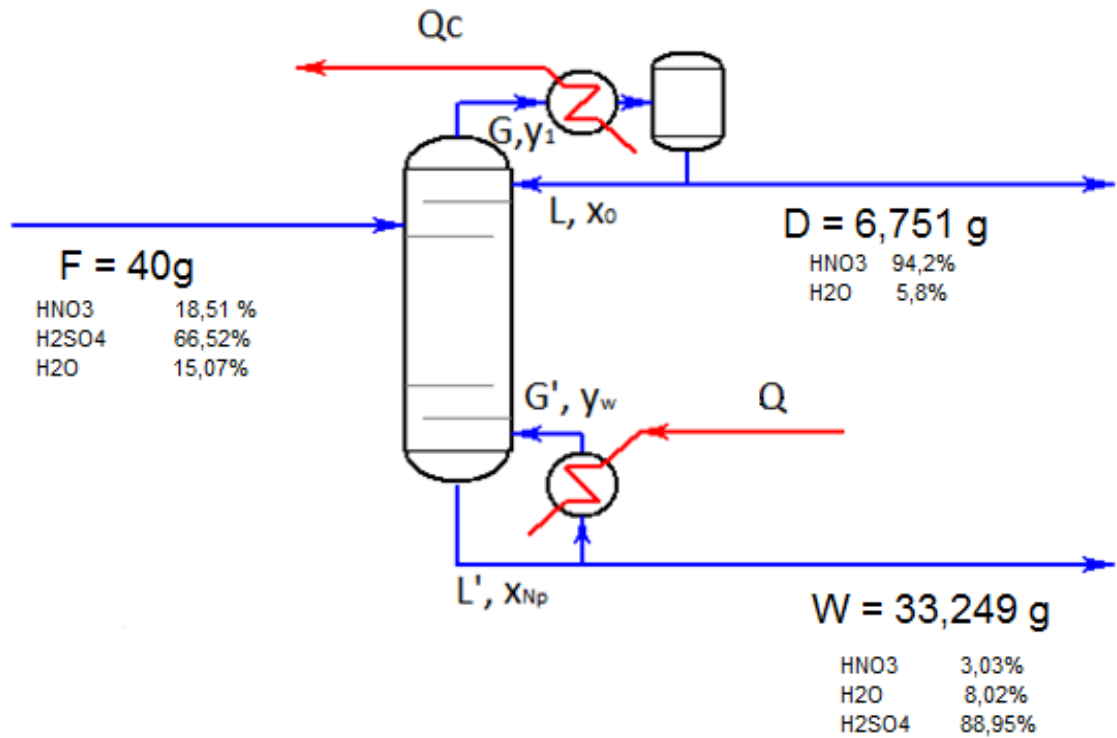 Qc
G,y1
L, x0
F = 40g
HNO3 18,51 %
H2SO4 66,52%
H2O 15,07%
D = 6,751 g
HNO3 94,2%
H2O 5,8%
G', yw
Q
L', xNp
W = 33,249 g
HNO3 3,03%
H2O 8,02%
H2SO4 88,95%